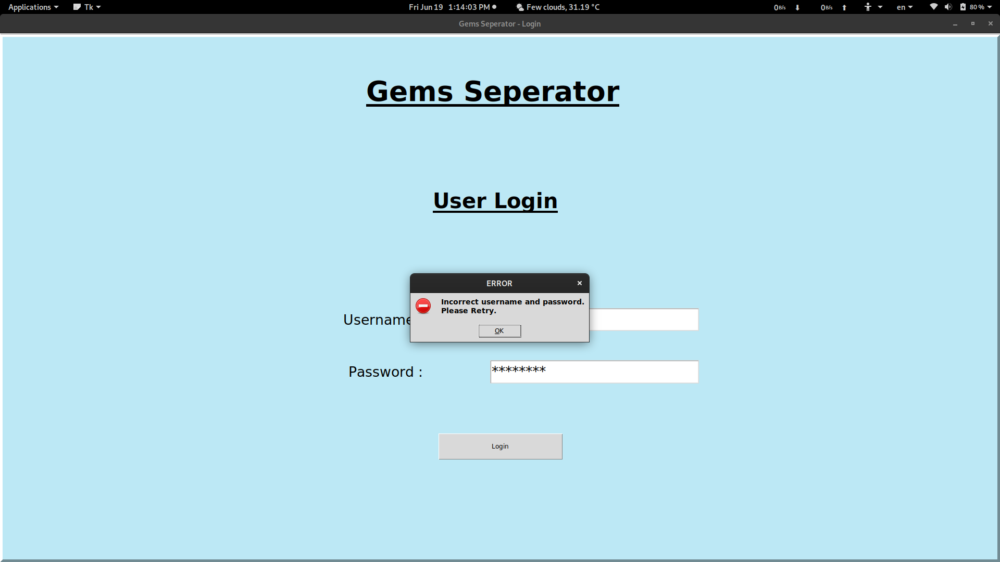 Applications Tk Fri Jun 19 1:14:03 PM Few clouds, 31.19 °C 0B/s 0B/s en 80 %
Gems Seperator - Login
Gems Seperator
User Login
ERROR
Incorrect username and password.
Please Retry.
Username
OK
Password : ********
Login